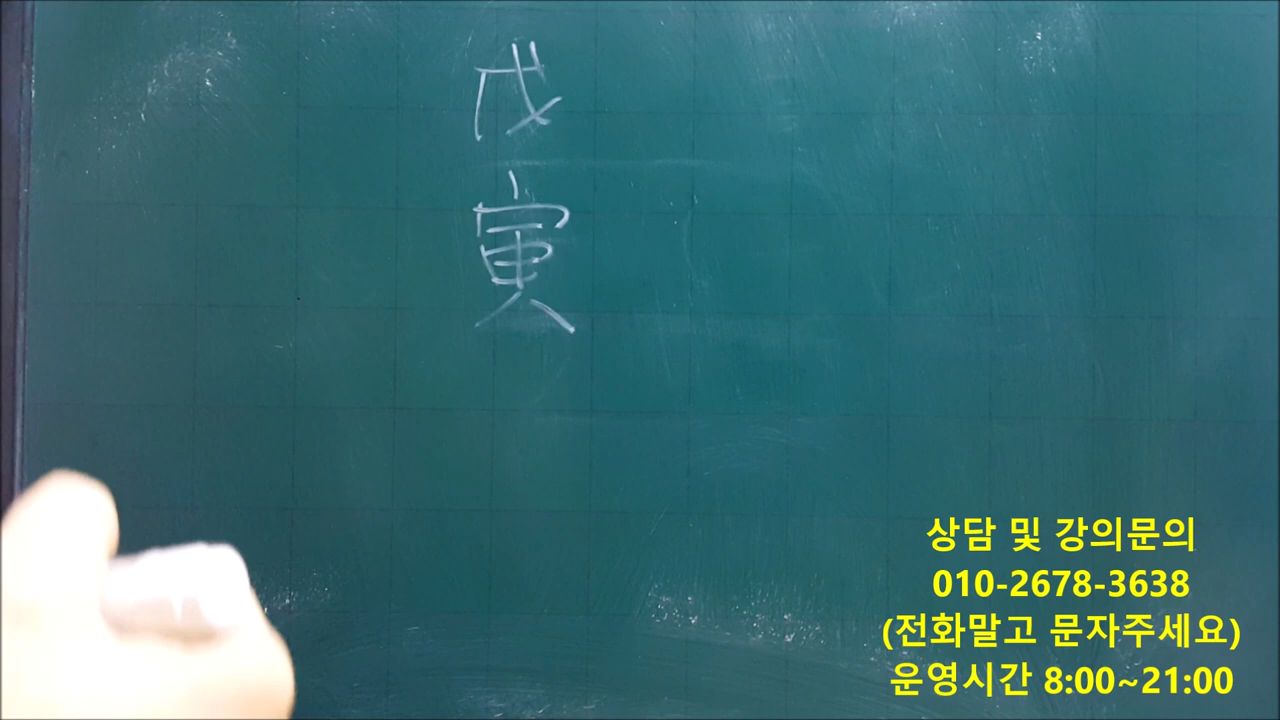 戊
寅
상담 및 강의문의
010-2678-3638
(전화말고 문자주세요)
운영시간 8:00~21:00